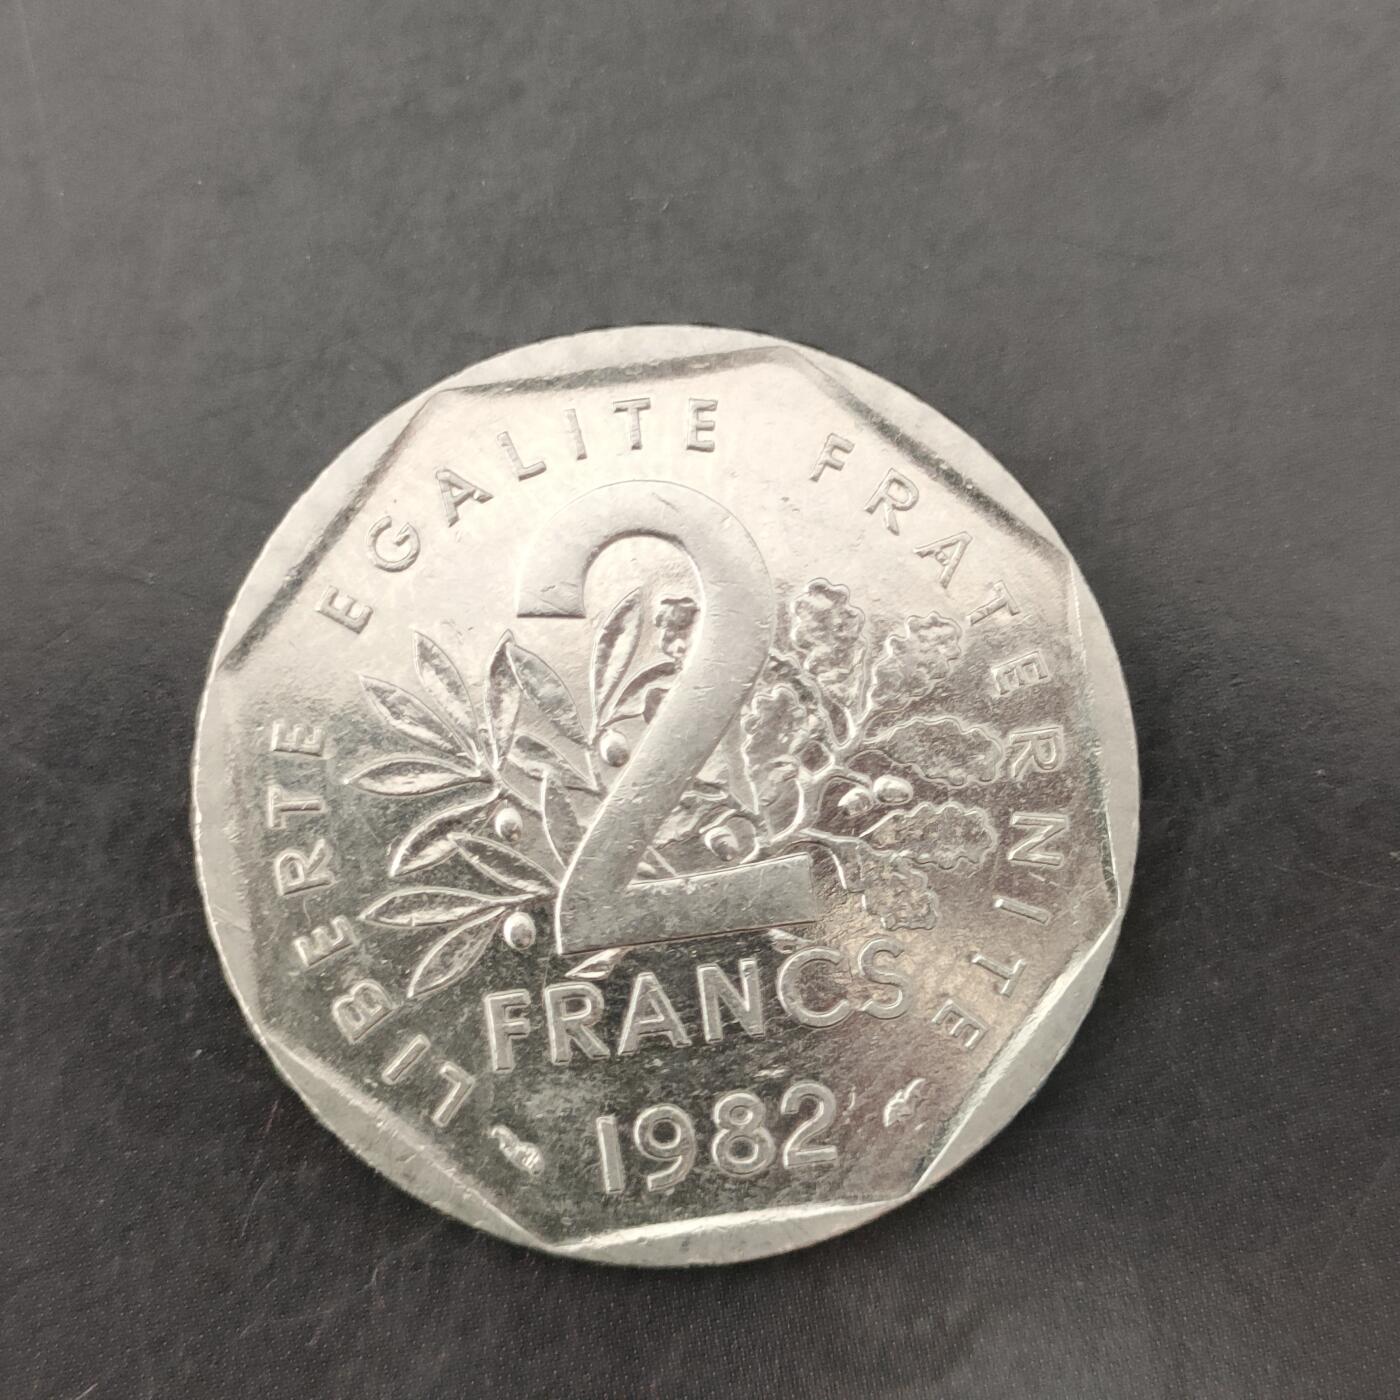 LIBERTE EGALITE FRATERNITE
2
FRANCS
1982